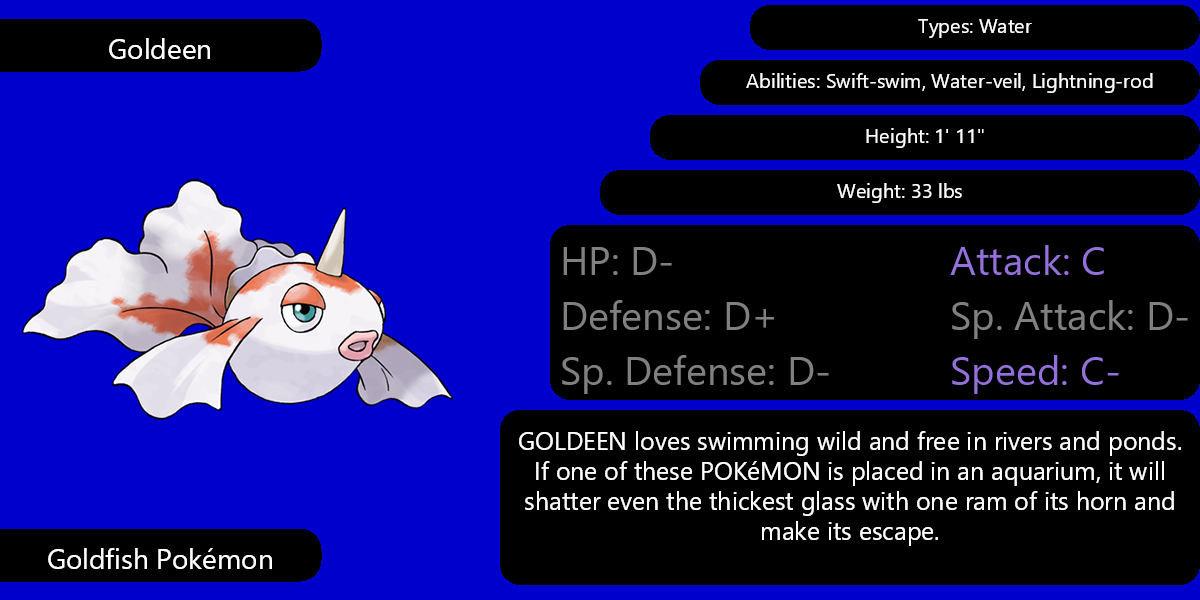 Goldeen
Types: Water
Abilities: Swift-swim, Water-veil, Lightning-rod
Height: 1' 11"
Weight: 33 lbs
HP: D-
Attack: C
Defense: D+
Sp. Attack: D-
Sp. Defense: D-
Speed: C-
GOLDEEN loves swimming wild and free in rivers and ponds.
If one of these POKéMON is placed in an aquarium, it will
shatter even the thickest glass with one ram of its horn and
make its escape.
Goldfish Pokémon